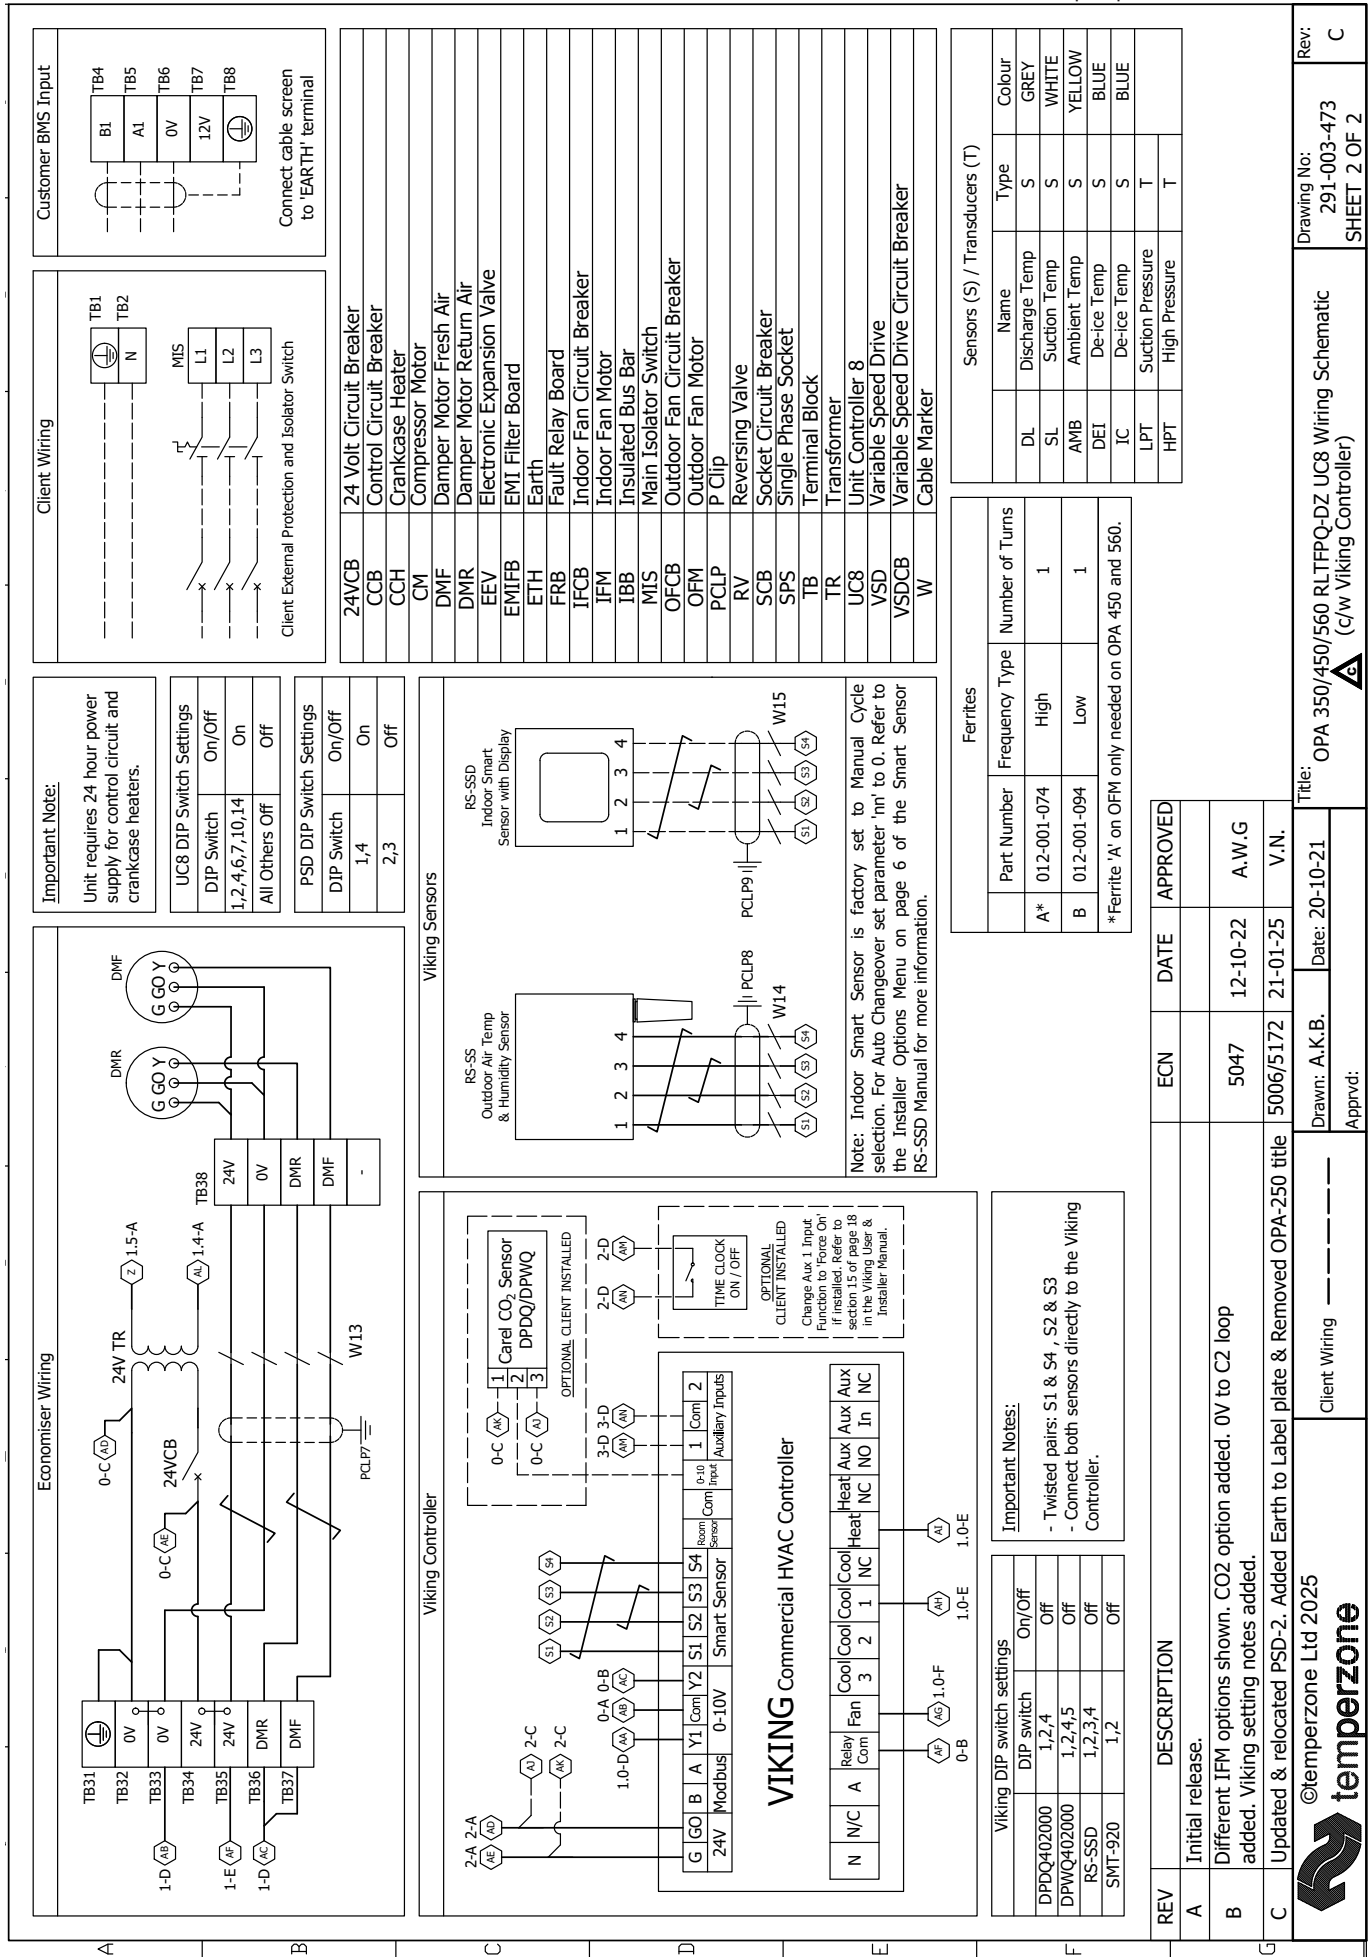 Economiser Wiring
TB31
TB32
TB33
TB34
TB35
TB36
TB37
0V
0V
24V
24V
DMR
DMF
1-D
AB
1-E
AF
1-D
AC
0-C
AD
0-C
AE
24VCB
24V TR
Z
1.5-A
AL
1.4-A
PCLP7
W13
TB38
24V
0V
DMR
DMF
-
DMR
G GO Y
DMF
G GO Y
Important Note:
Unit requires 24 hour power
supply for control circuit and
crankcase heaters.
UC8 DIP Switch Settings
DIP Switch On/Off
1,2,4,6,7,10,14 On
All Others Off Off
PSD DIP Switch Settings
DIP Switch On/Off
1,4 On
2,3 Off
Client Wiring
TB1
TB2
N
MIS
L1
L2
L3
Client External Protection and Isolator Switch
Customer BMS Input
B1 TB4
A1 TB5
0V TB6
12V TB7
TB8
Connect cable screen
to 'EARTH' terminal
Viking Controller
2-A 2-A
AE AD
AJ 2-C
AK 2-C
1.0-D 0-A 0-B
AA AB AC
S1 S2 S3 S4
0-C AK
0-C AJ
1
2
3
Carel CO2 Sensor
DPDQ/DPWQ
OPTIONAL CLIENT INSTALLED
3-D 3-D
AM AN
2-D 2-D
AN AM
TIME CLOCK
ON / OFF
OPTIONAL
CLIENT INSTALLED
Change Aux 1 Input
Function to 'Force On'
if installed. Refer to
section 15 of page 18
in the Viking User &
Installer Manual.
G GO B A Y1 Com Y2 S1 S2 S3 S4 Room Sensor Com 0-10 Input 1 Com 2
24V Modbus 0-10V Smart Sensor Auxiliary Inputs
VIKING Commercial HVAC Controller
N N/C A Relay Com Fan Cool 3 Cool 2 Cool 1 Cool NC Heat Heat NC Aux NO Aux In Aux NC
AF
0-B
AG 1.0-F
AH
1.0-E
AI
1.0-E
Viking Sensors
RS-SS
Outdoor Air Temp
& Humidity Sensor
1 2 3 4
PCLP8
W14
S1 S2 S3 S4
RS-SSD
Indoor Smart
Sensor with Display
1 2 3 4
PCLP9
W15
S1 S2 S3 S4
Note: Indoor Smart Sensor is factory set to Manual Cycle
selection. For Auto Changeover set parameter 'nn' to 0. Refer to
the Installer Options Menu on page 6 of the Smart Sensor
RS-SSD Manual for more information.
24VCB 24 Volt Circuit Breaker
CCB Control Circuit Breaker
CCH Crankcase Heater
CM Compressor Motor
DMF Damper Motor Fresh Air
DMR Damper Motor Return Air
EEV Electronic Expansion Valve
EMIFB EMI Filter Board
ETH Earth
FRB Fault Relay Board
IFCB Indoor Fan Circuit Breaker
IFM Indoor Fan Motor
IBB Insulated Bus Bar
MIS Main Isolator Switch
OFCB Outdoor Fan Circuit Breaker
OFM Outdoor Fan Motor
PCLP P Clip
RV Reversing Valve
SCB Socket Circuit Breaker
SPS Single Phase Socket
TB Terminal Block
TR Transformer
UC8 Unit Controller 8
VSD Variable Speed Drive
VSDCB Variable Speed Drive Circuit Breaker
W Cable Marker
Viking DIP switch settings
DIP switch On/Off
DPDQ402000 1,2,4 Off
DPWQ402000 1,2,4,5 Off
RS-SSD 1,2,3,4 Off
SMT-920 1,2 Off
Important Notes:
- Twisted pairs: S1 & S4 , S2 & S3
- Connect both sensors directly to the Viking
Controller.
Ferrites
Part Number Frequency Type Number of Turns
A* 012-001-074 High 1
B 012-001-094 Low 1
*Ferrite 'A' on OFM only needed on OPA 450 and 560.
Sensors (S) / Transducers (T)
Name Type Colour
DL Discharge Temp S GREY
SL Suction Temp S WHITE
AMB Ambient Temp S YELLOW
DEI De-ice Temp S BLUE
IC De-ice Temp S BLUE
LPT Suction Pressure T
HPT High Pressure T
REV DESCRIPTION ECN DATE APPROVED
A Initial release.
B Different IFM options shown. CO2 option added. 0V to C2 loop
added. Viking setting notes added. 5047 12-10-22 A.W.G
C Updated & relocated PSD-2. Added Earth to Label plate & Removed OPA-250 title 5006/5172 21-01-25 V.N.
©temperzone Ltd 2025
temperzone
Client Wiring
Drawn: A.K.B.
Date: 20-10-21
Apprvd:
Title:
OPA 350/450/560 RLTFPQ-DZ UC8 Wiring Schematic
(c/w Viking Controller)
C
Drawing No:
291-003-473
SHEET 2 OF 2
Rev:
C
A
B
C
D
E
F
G